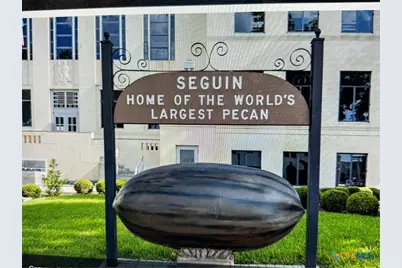 SEGUIN
HOME OF THE WORLD'S
LARGEST PECAN